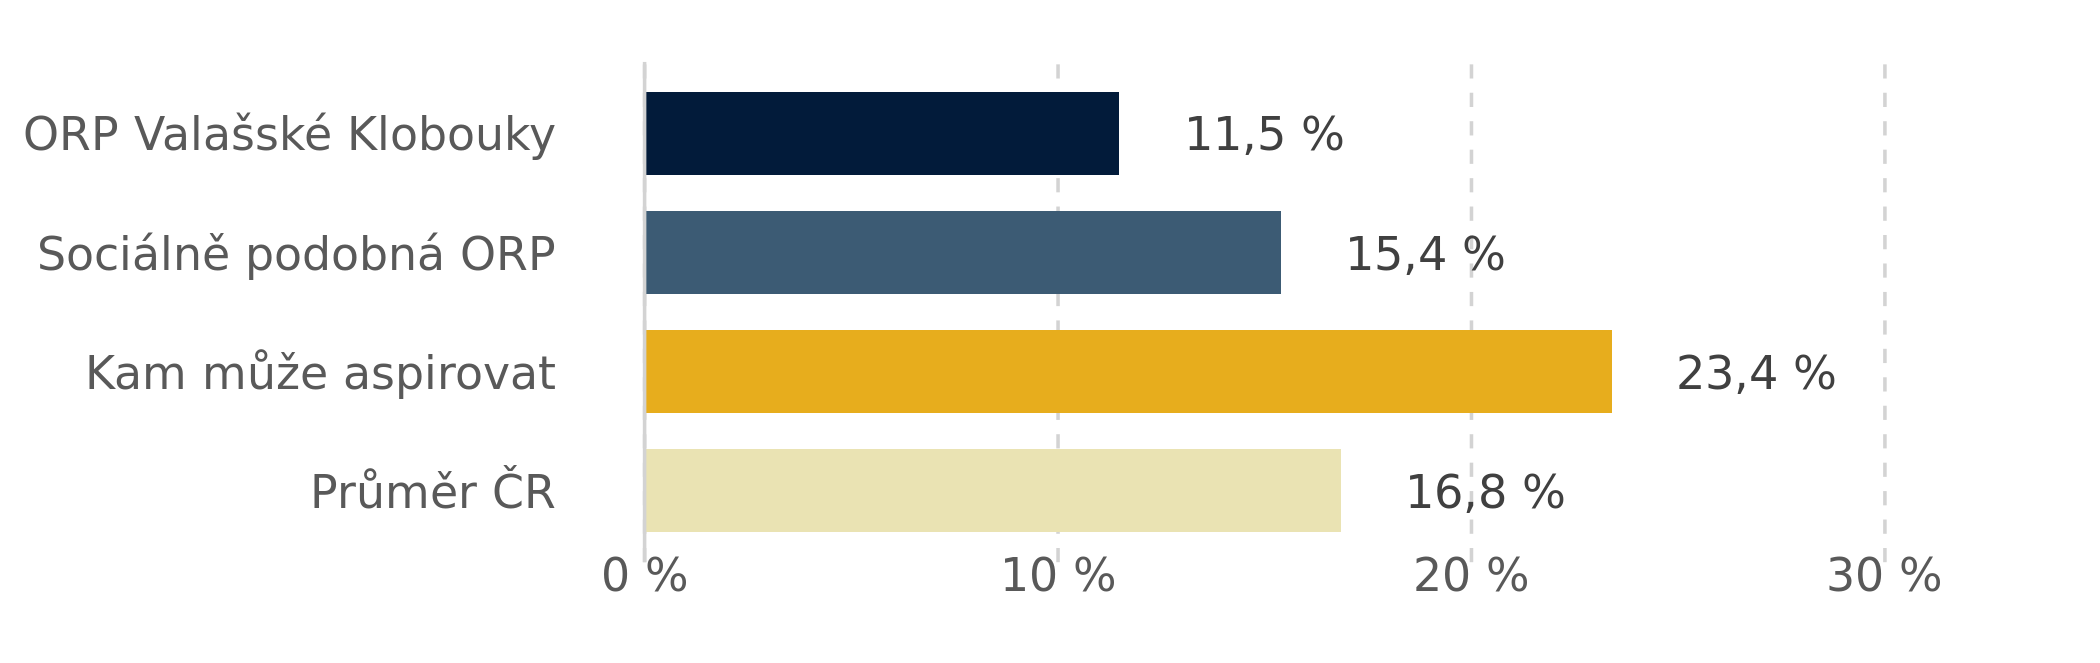 ORP Valašské Klobouky 11,5 %
Sociálně podobná ORP 15,4 %
Kam může aspirovat 23,4 %
Průměr ČR 16,8 %
0 % 10 % 20 % 30 %